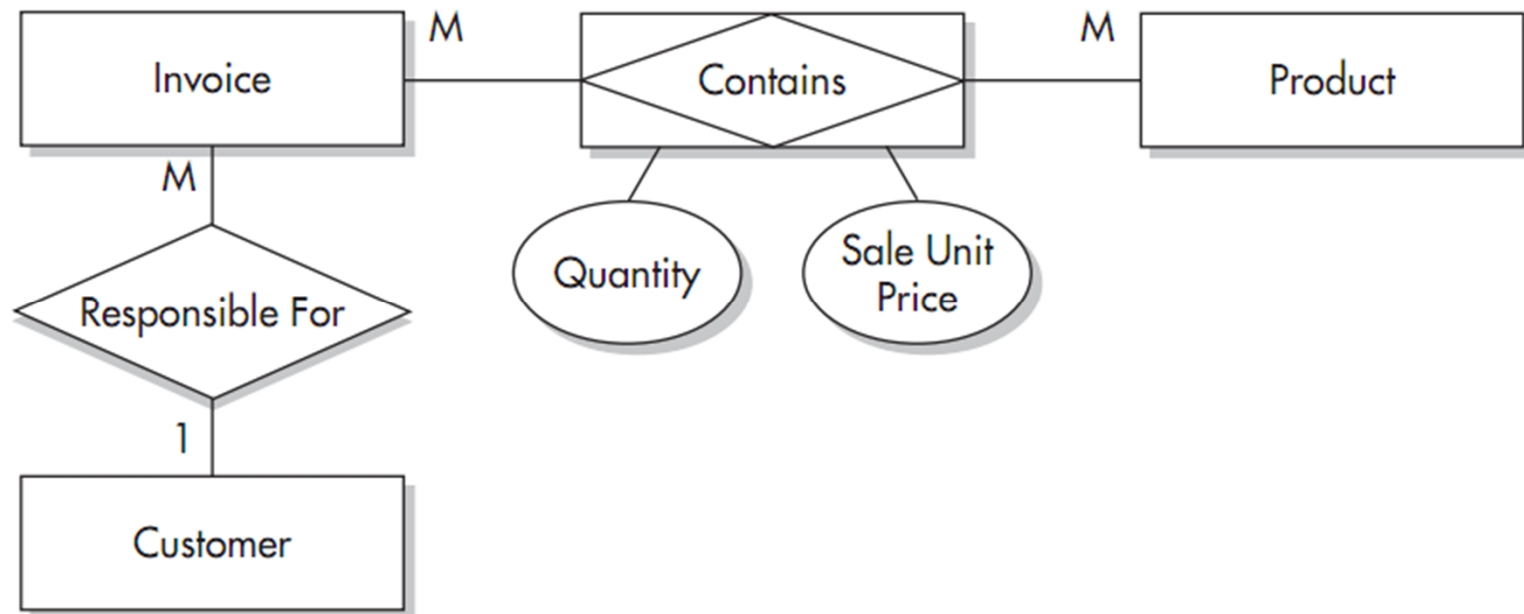 M
M
Invoice
Contains
Product
M
Quantity
Sale Unit
Price
Responsible For
1
Customer